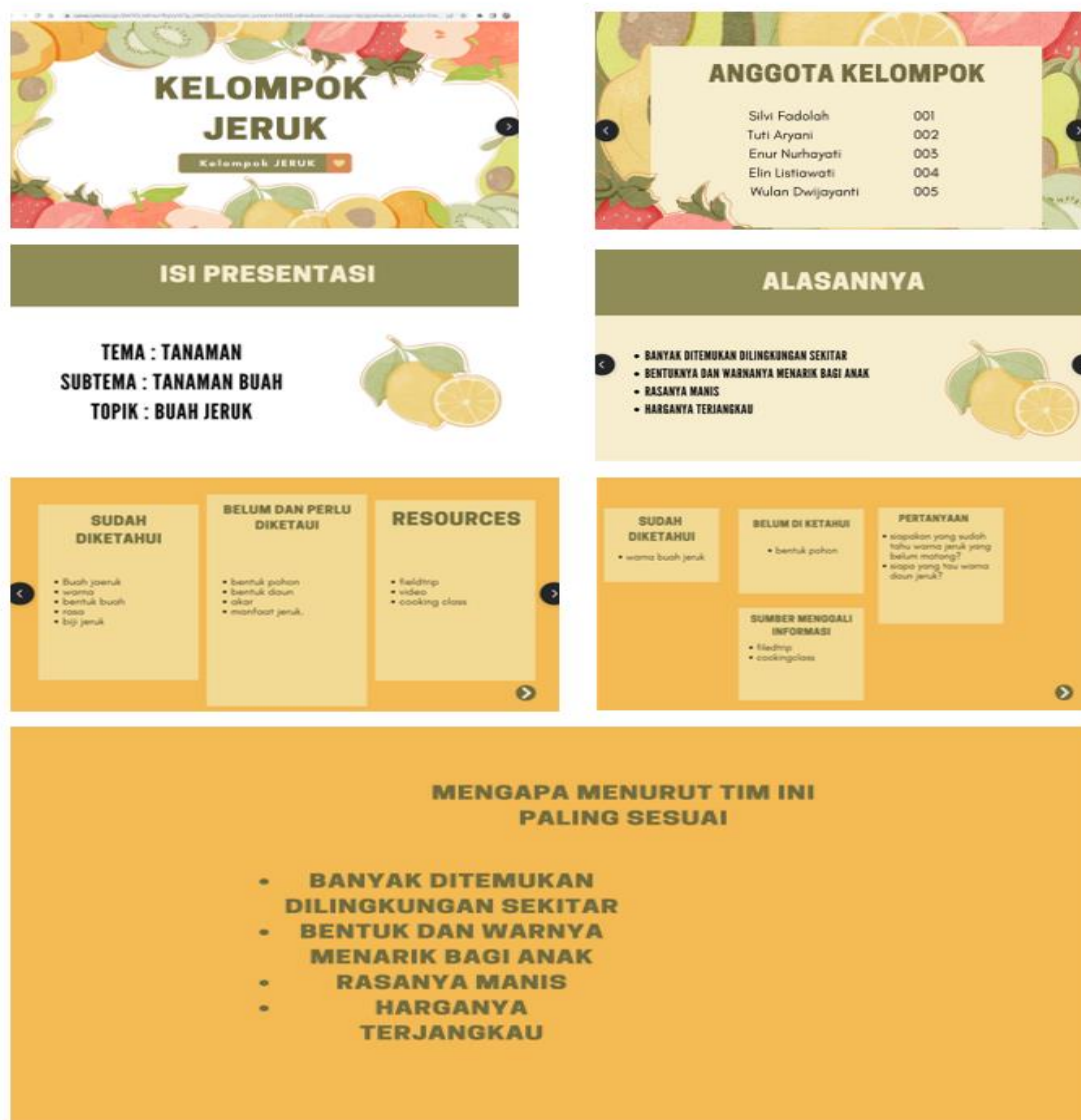 KELOMPOK
JERUK
Kelompok JERUK
ANGGOTA KELOMPOK
Silvi Fadolah 001
Tuti Aryani 002
Enur Nurhayati 003
Elin Listiawati 004
Wulan Dwijayanti 005
ISI PRESENTASI
TEMA : TANAMAN
SUBTEMA : TANAMAN BUAH
TOPIK : BUAH JERUK
ALASANNYA
• BANYAK DITEMUKAN DILINGKUNGAN SEKITAR
• BENTUKNYA DAN WARNANYA MENARIK BAGI ANAK
• RASANYA MANIS
• HARGANYA TERJANGKAU
SUDAH
DIKETAHUI
• Buah jaeruk
• warna
• bentuk buah
• rasa
• biji jeruk
BELUM DAN PERLU
DIKETAUI
• bentuk pohon
• bentuk daun
• akar
• manfaat jeruk.
RESOURCES
• fieldtrip
• video
• cooking class
SUDAH
DIKETAHUI
• warna buah jeruk
BELUM DI KETAHUI
• bentuk pohon
PERTANYAAN
• siapakan yang sudah
tahu warna jeruk yang
belum matang?
• siapa yang tau warna
daun jeruk?
SUMBER MENGGALI
INFORMASI
• filedtrip
• cookingclass
MENGAPA MENURUT TIM INI
PALING SESUAI
• BANYAK DITEMUKAN
DILINGKUNGAN SEKITAR
• BENTUK DAN WARNYA
MENARIK BAGI ANAK
• RASANYA MANIS
• HARGANYA
TERJANGKAU